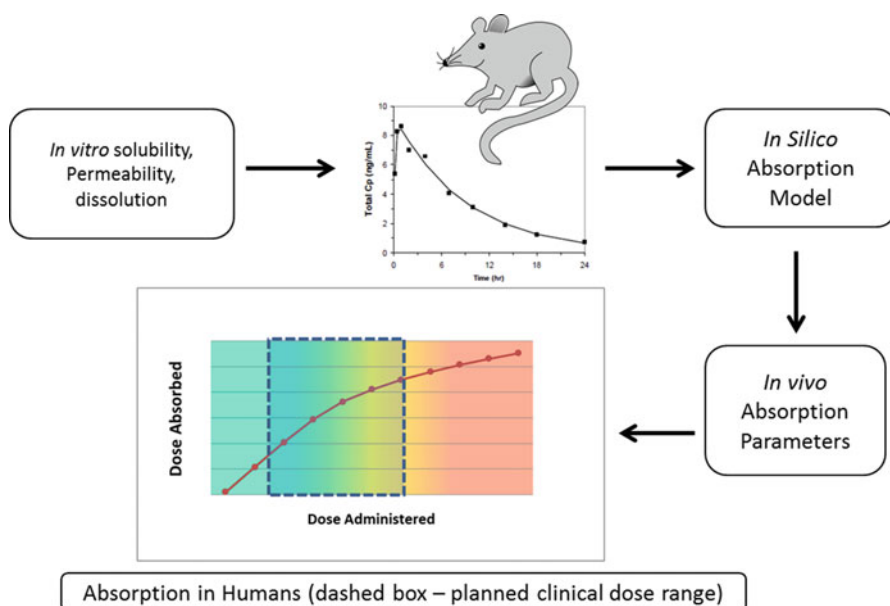 In vitro solubility,
Permeability,
dissolution
Total Cp (ng/mL)
10
8
6
4
2
0
0
6
12
18
24
Time (hr)
In Silico
Absorption
Model
In vivo
Absorption
Parameters
Dose Absorbed
Dose Administered
Absorption in Humans (dashed box – planned clinical dose range)